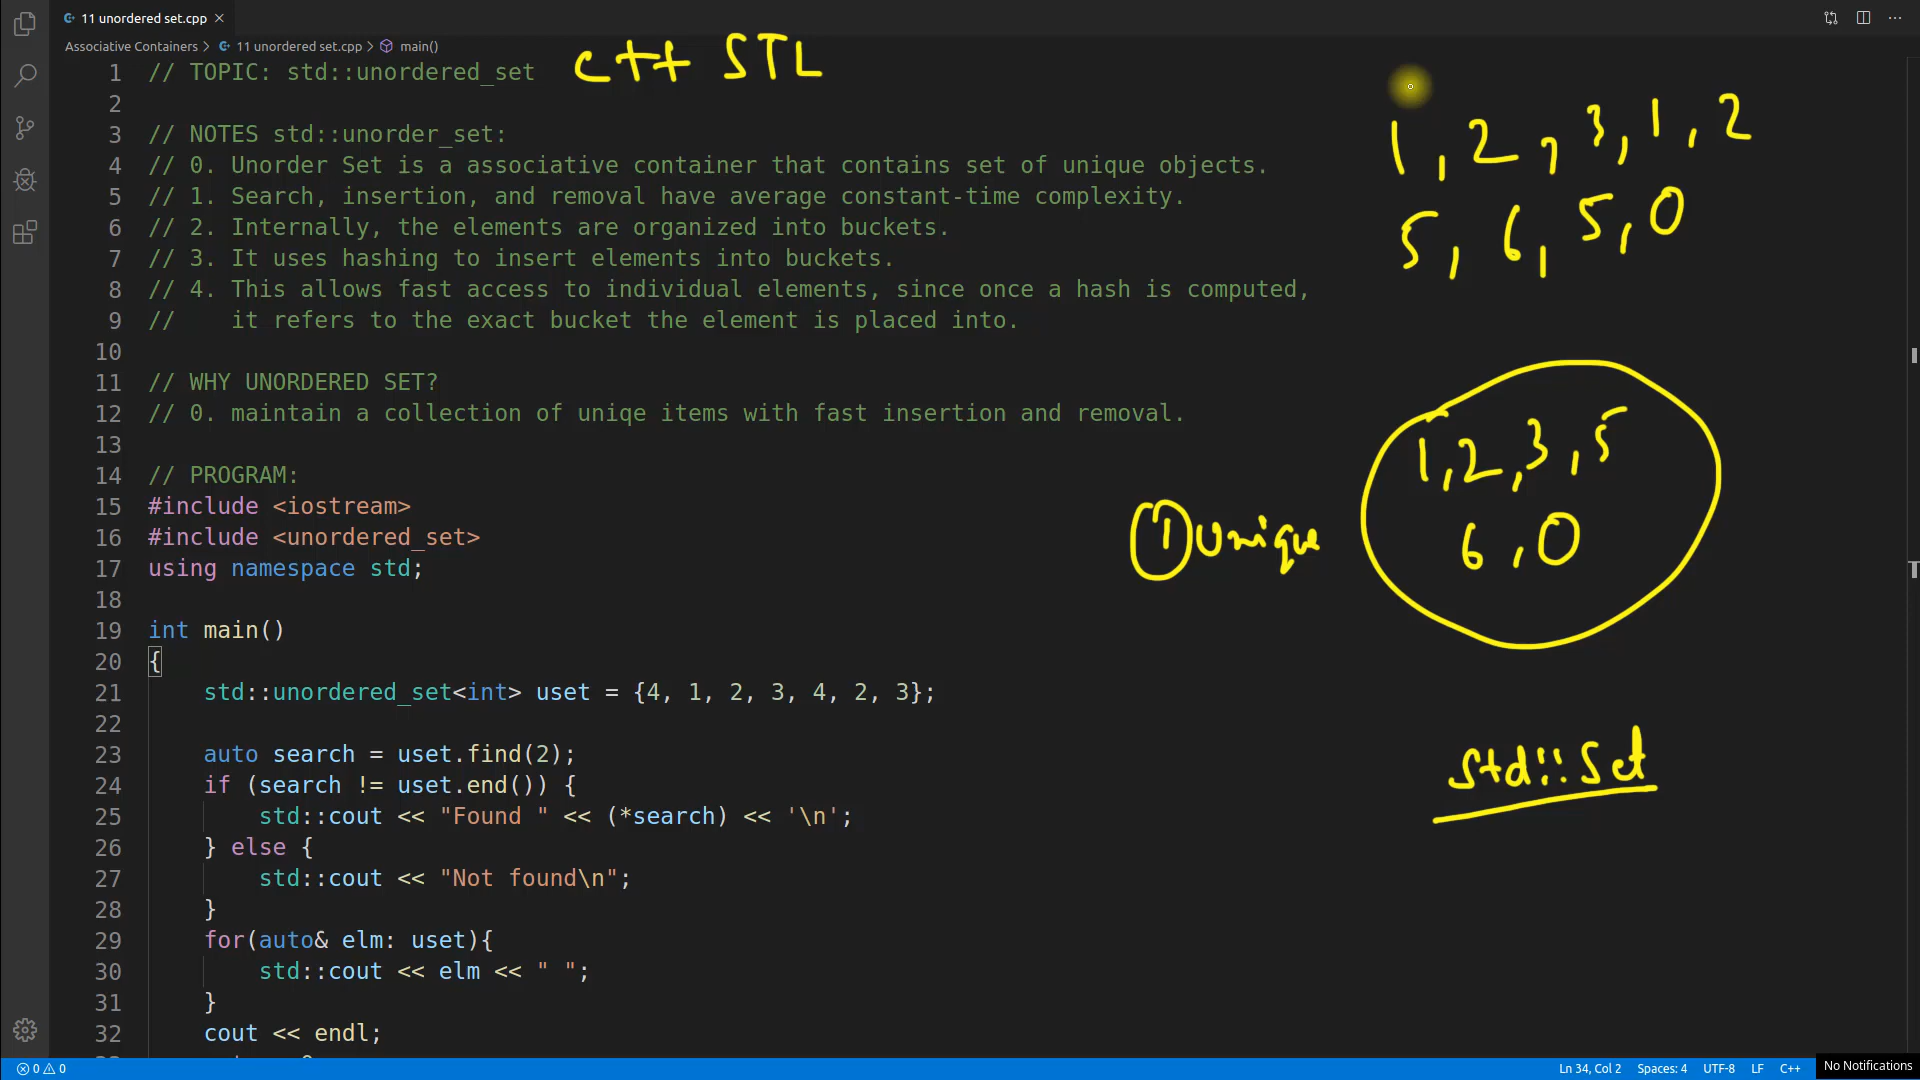 11 unordered set.cpp ×
Associative Containers > 11 unordered set.cpp > main()
1 // TOPIC: std::unordered_set
c++ STL
2
3 // NOTES std::unorder_set:
4 // 0. Unorder Set is a associative container that contains set of unique objects.
5 // 1. Search, insertion, and removal have average constant-time complexity.
6 // 2. Internally, the elements are organized into buckets.
7 // 3. It uses hashing to insert elements into buckets.
8 // 4. This allows fast access to individual elements, since once a hash is computed,
9 //    it refers to the exact bucket the element is placed into.
10
11 // WHY UNORDERED SET?
12 // 0. maintain a collection of uniqe items with fast insertion and removal.
13
14 // PROGRAM:
15 #include <iostream>
16 #include <unordered_set>
17 using namespace std;
18
19 int main()
20 {
21     std::unordered_set<int> uset = {4, 1, 2, 3, 4, 2, 3};
22
23     auto search = uset.find(2);
24     if (search != uset.end()) {
25         std::cout << "Found " << (*search) << '\n';
26     } else {
27         std::cout << "Not found\n";
28     }
29     for(auto& elm: uset){
30         std::cout << elm << " ";
31     }
32     cout << endl;
1, 2, 3, 1, 2
5, 6, 5, 0
1, 2, 3, 5
6, 0
1 Unique
std::set
0 0
Ln 34, Col 2 Spaces: 4 UTF-8 LF C++ No Notifications